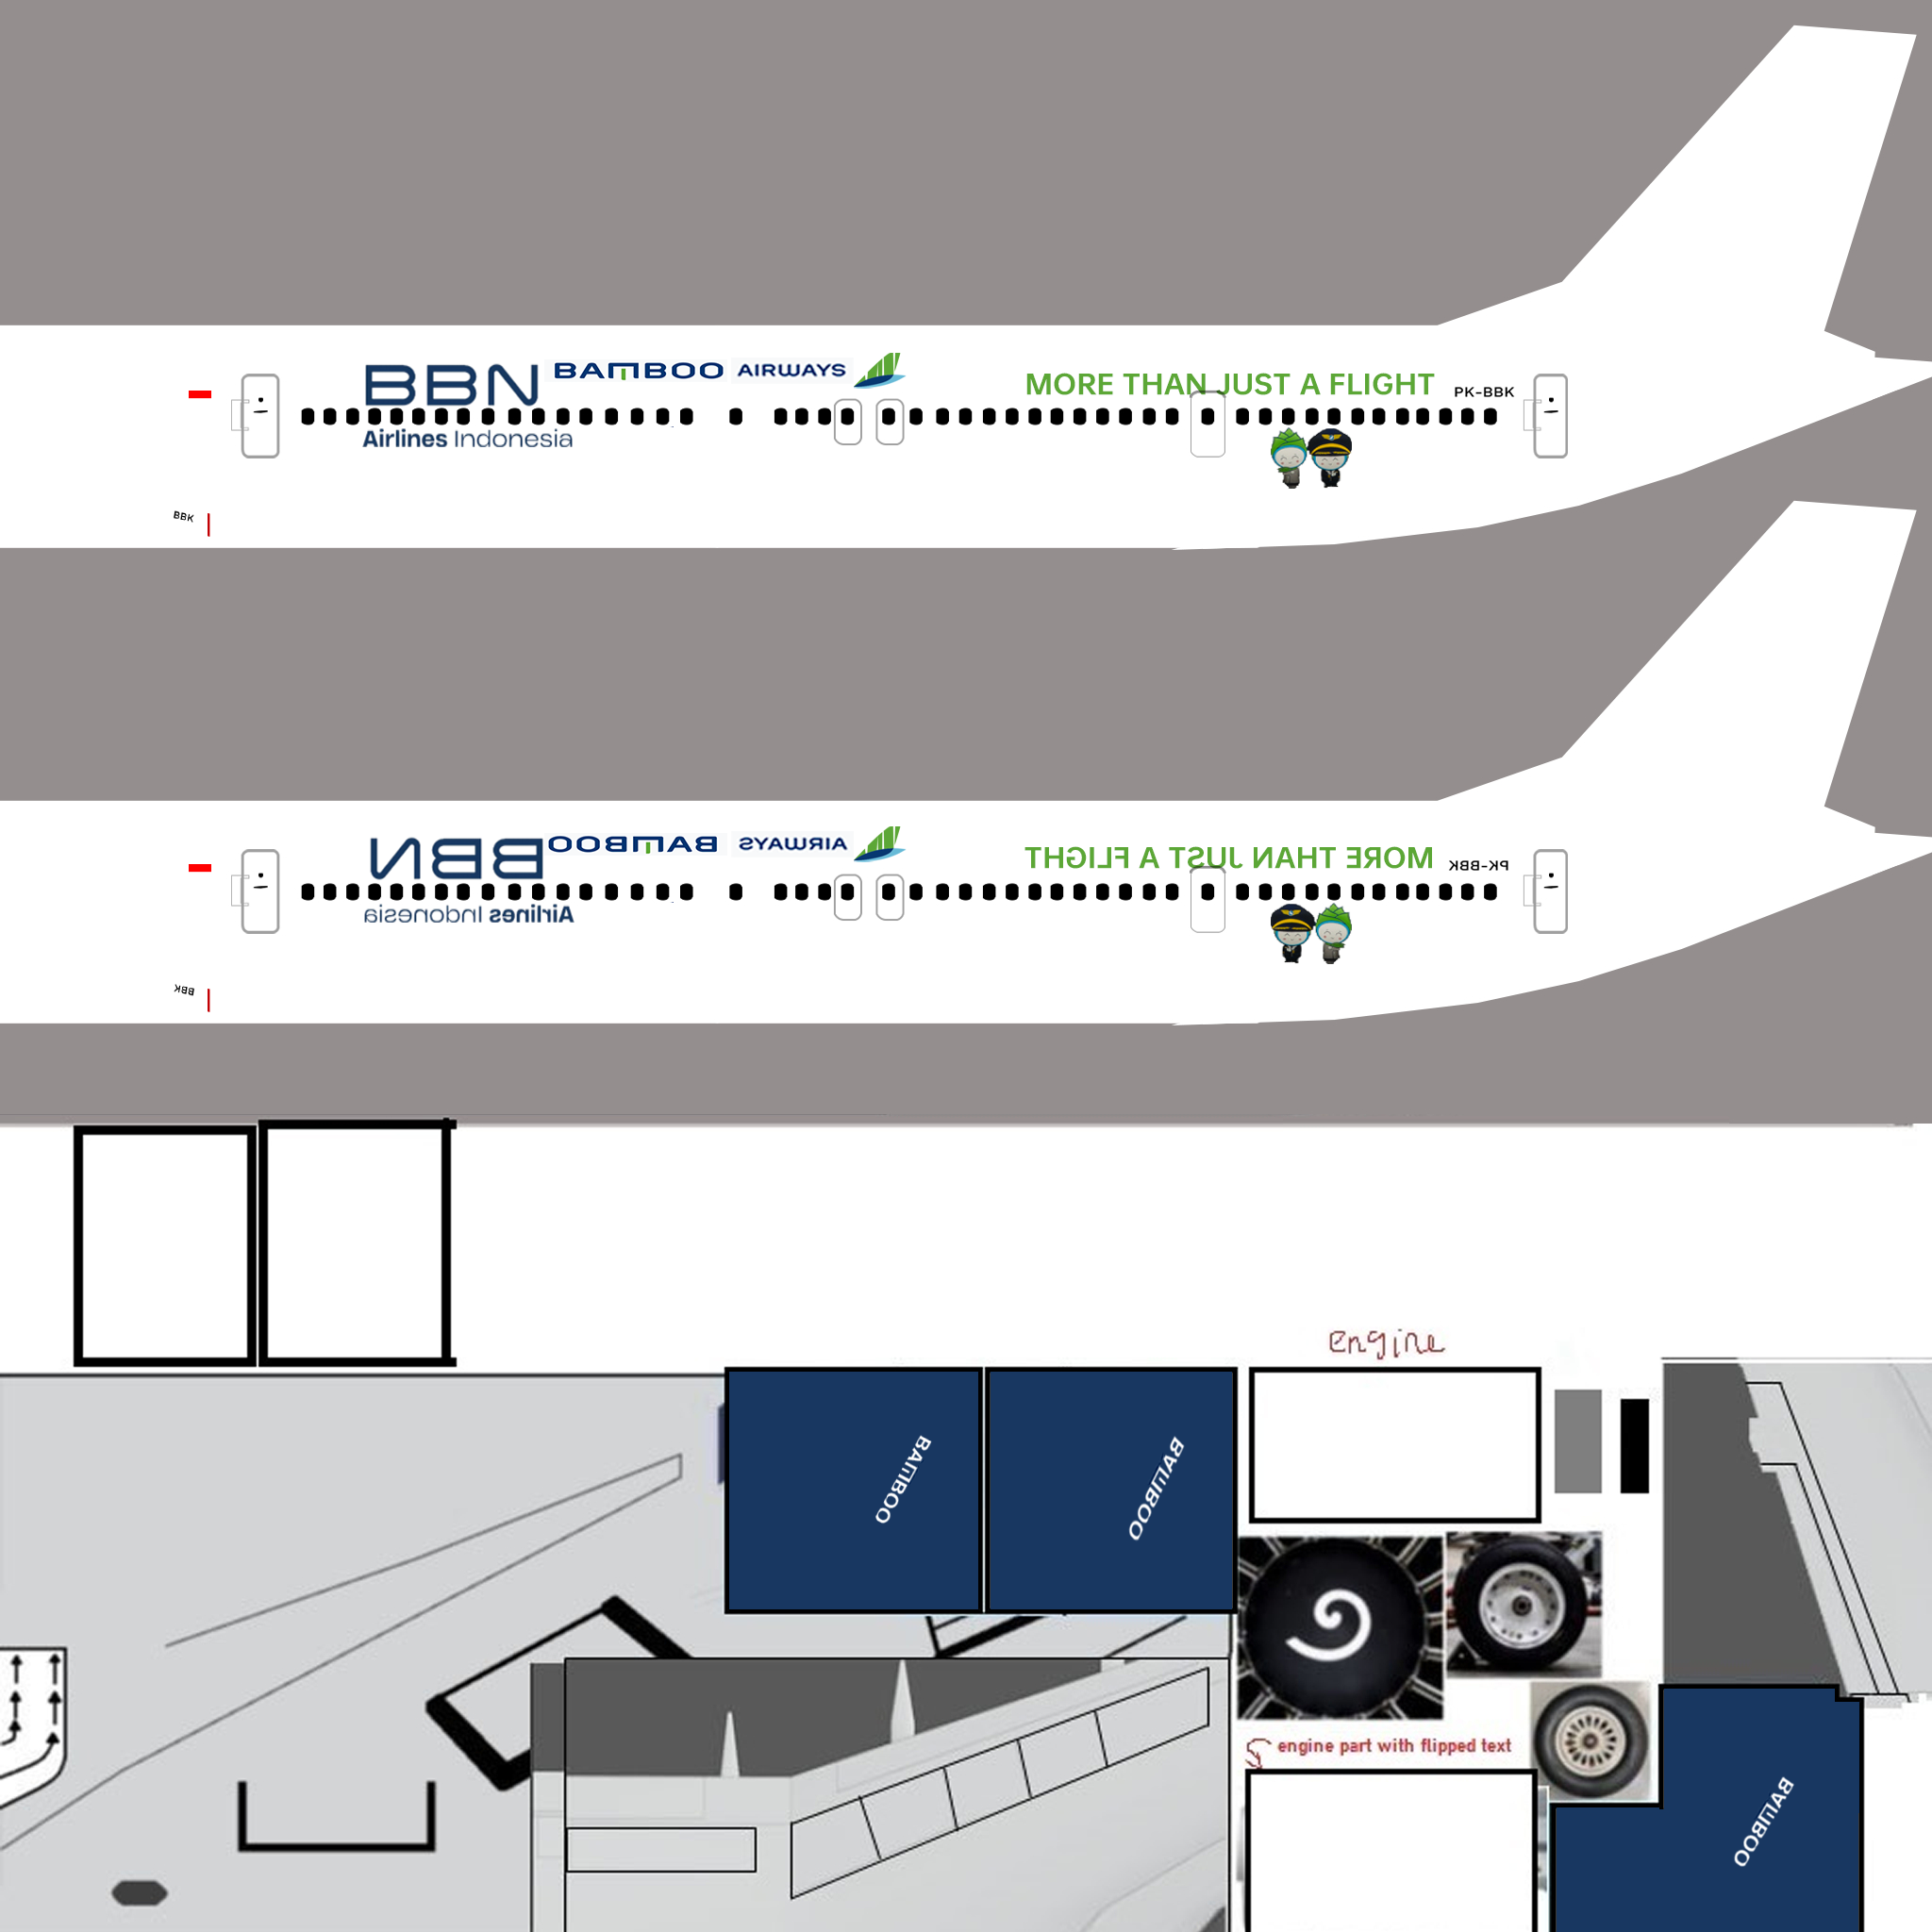 BBN BAMBOO AIRWAYS MORE THAN JUST A FLIGHT PK-BBK
Airlines Indonesia
BBK
BBN BAMBOO AIRWAYS MORE THAN JUST A FLIGHT PK-BBK
Airlines Indonesia
BBK
engine
BAMBOO
BAMBOO
engine part with flipped text
BAMBOO